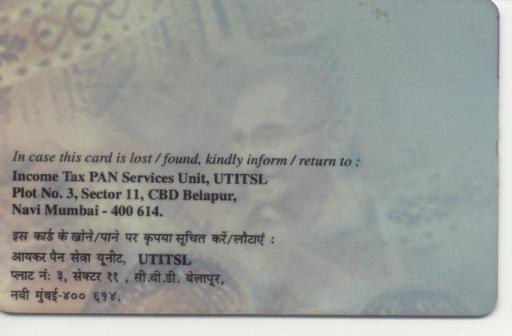 In case this card is lost / found, kindly inform / return to :
Income Tax PAN Services Unit, UTITSL
Plot No. 3, Sector 11, CBD Belapur,
Navi Mumbai - 400 614.
इस कार्ड के खोने/पाने पर कृपया सूचित करें/लौटाएं :
आयकर पैन सेवा यूनीट, UTITSL
प्लाट नं: ३, सेक्टर ११ , सी.बी.डी. बेलापूर,
नवी मुंबई-४०० ६१४.